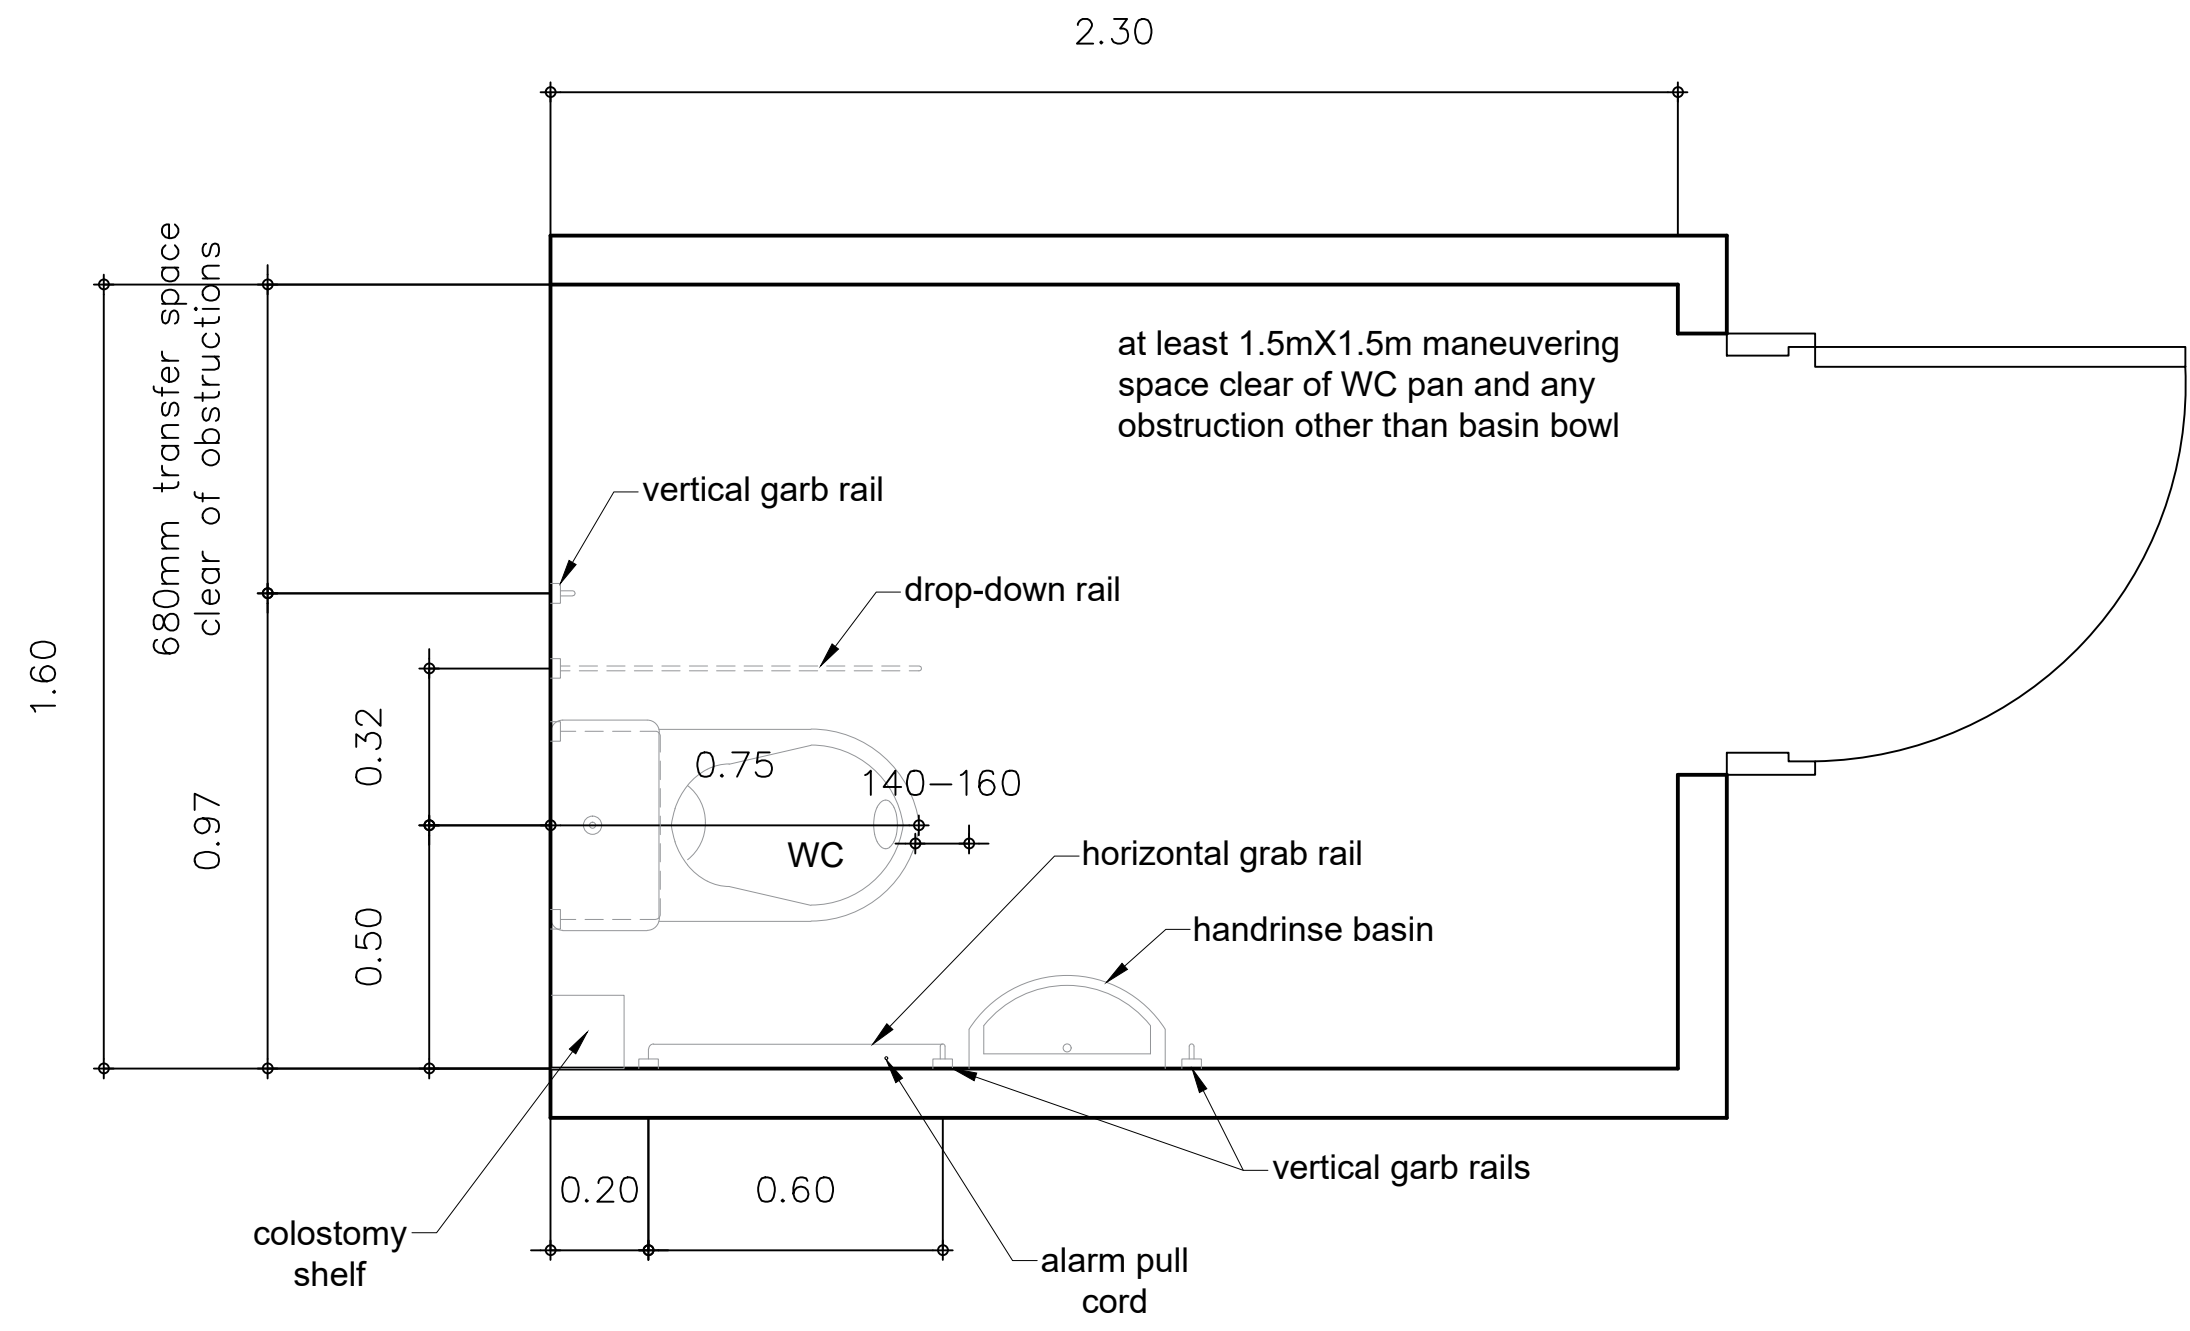 2.30
680mm transfer space
clear of obstructions
at least 1.5mX1.5m maneuvering
space clear of WC pan and any
obstruction other than basin bowl
vertical garb rail
drop-down rail
1.60
0.32
0.75
140-160
0.97
WC
horizontal grab rail
0.50
handrinse basin
vertical garb rails
0.20
0.60
colostomy
shelf
alarm pull
cord